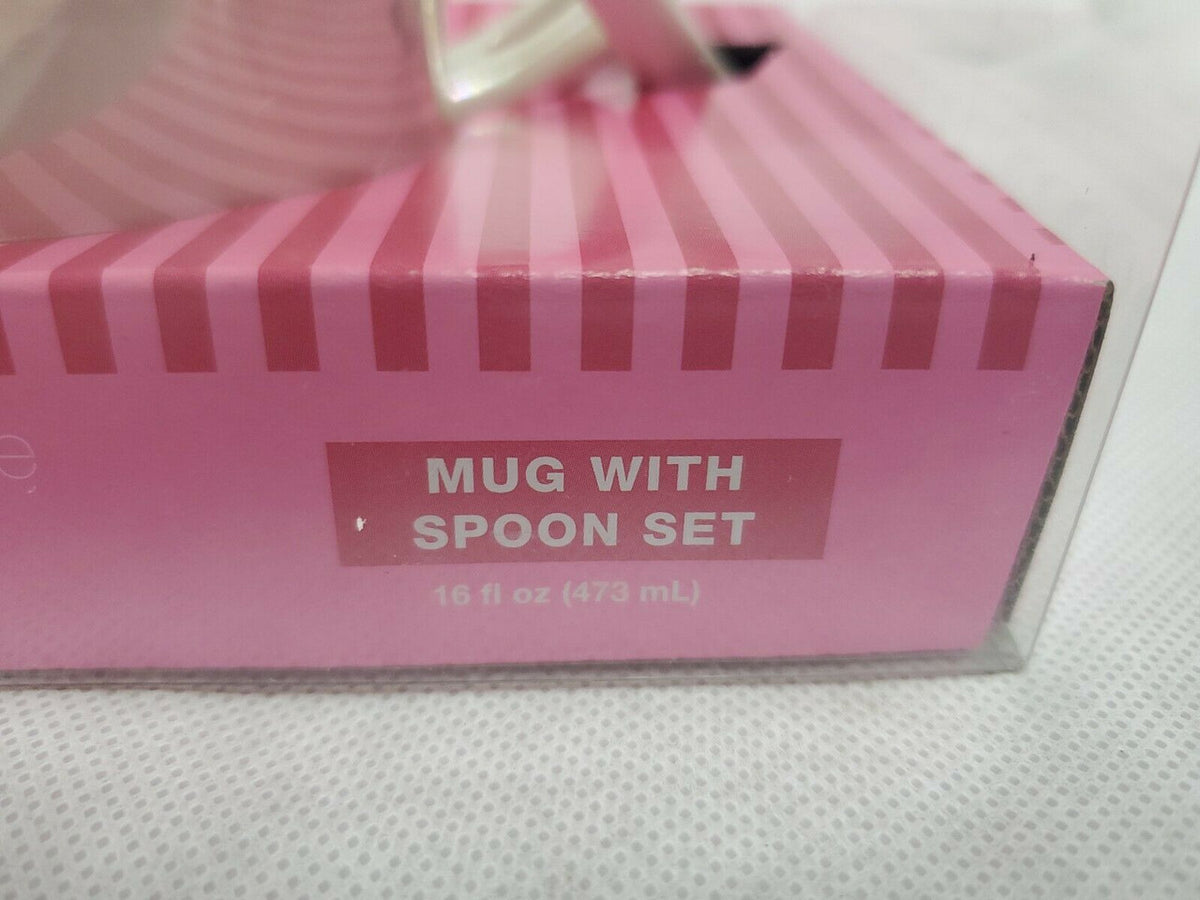 MUG WITH
SPOON SET
16 fl oz (473 mL)